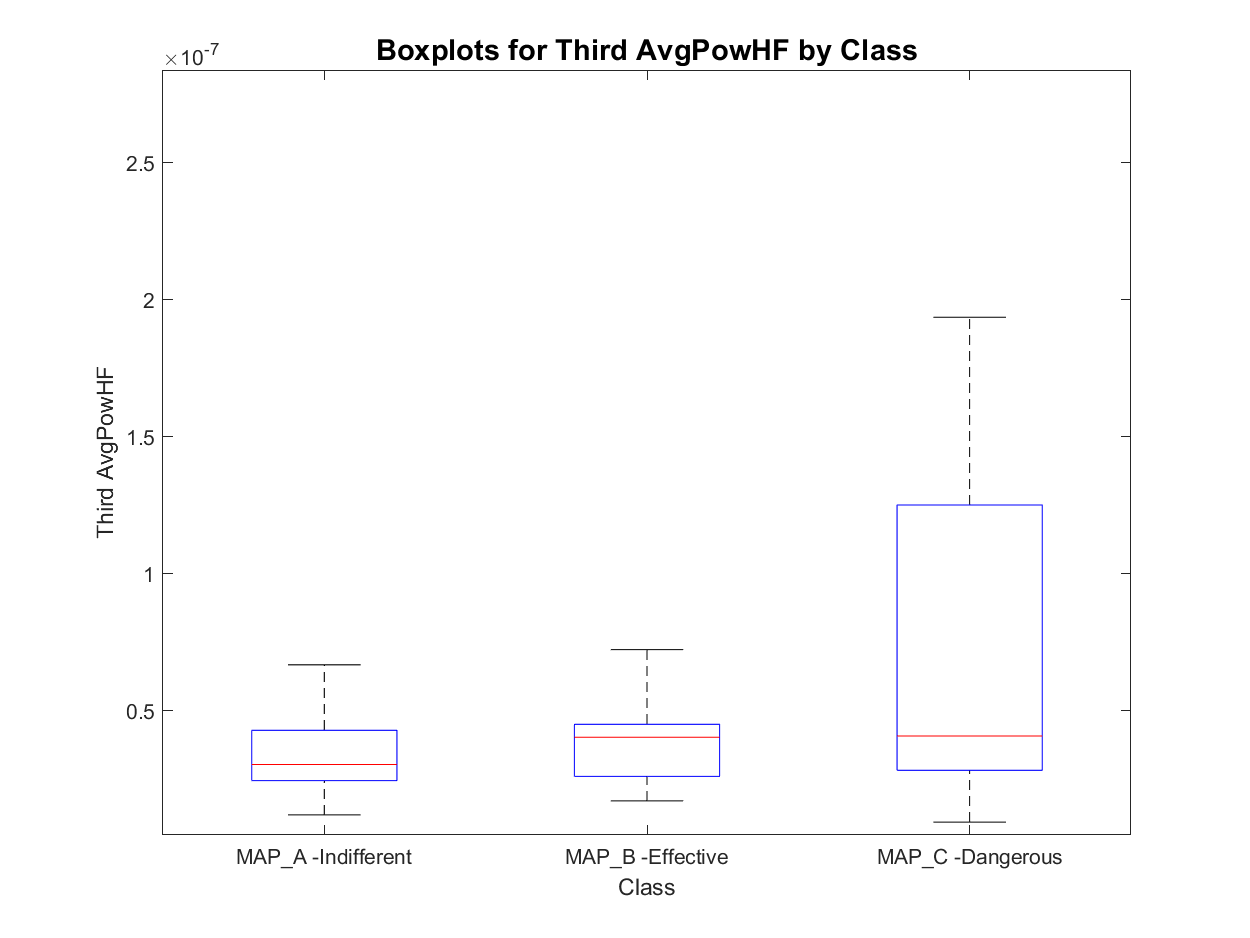 Boxplots for Third AvgPowHF by Class
×10-7
2.5
2
1.5
1
0.5
Third AvgPowHF
MAP_A -Indifferent
MAP_B -Effective
MAP_C -Dangerous
Class